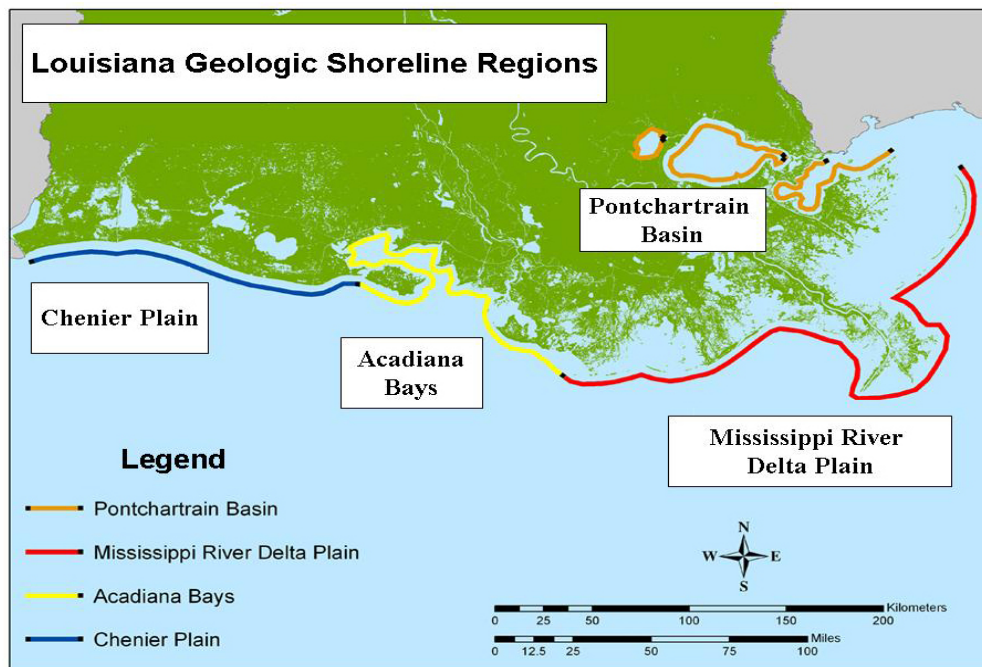 Louisiana Geologic Shoreline Regions
Pontchartrain
Basin
Chenier Plain
Acadiana
Bays
Mississippi River
Delta Plain
Legend
Pontchartrain Basin
Mississippi River Delta Plain
Acadiana Bays
Chenier Plain
N
W E
S
Kilometers
0 25 50 100 150 200
Miles
0 12.5 25 50 75 100